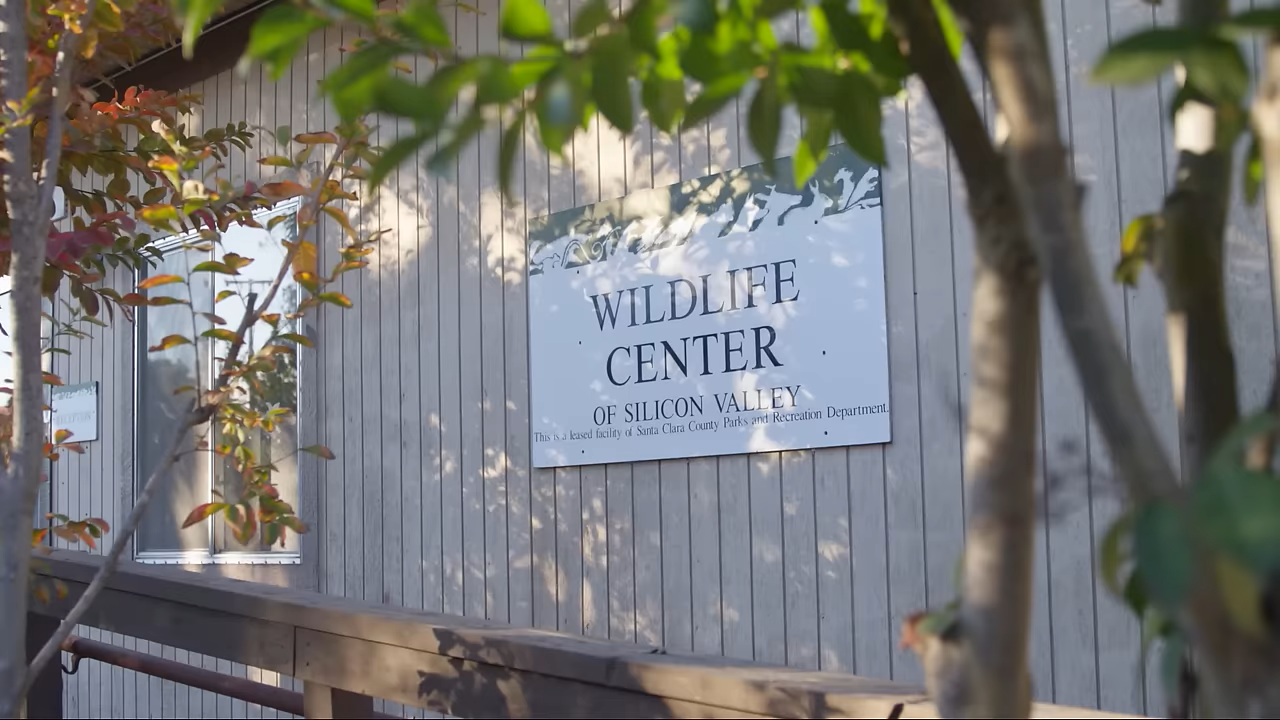 WILDLIFE
CENTER
OF SILICON VALLEY
This is a leased facility of Santa Clara County Parks and Recreation Department.